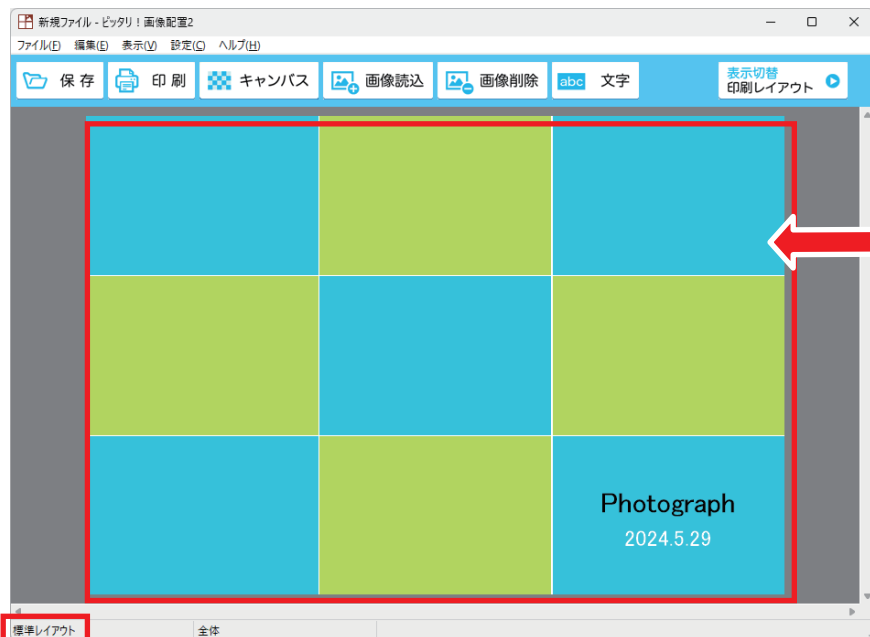 新規ファイル - ピッタリ！画像配置2
ファイル(F) 編集(E) 表示(V) 設定(C) ヘルプ(H)
保存 印刷 キャンバス 画像読込 画像削除 abc 文字 表示切替
印刷レイアウト
Photograph
2024.5.29
標準レイアウト 全体